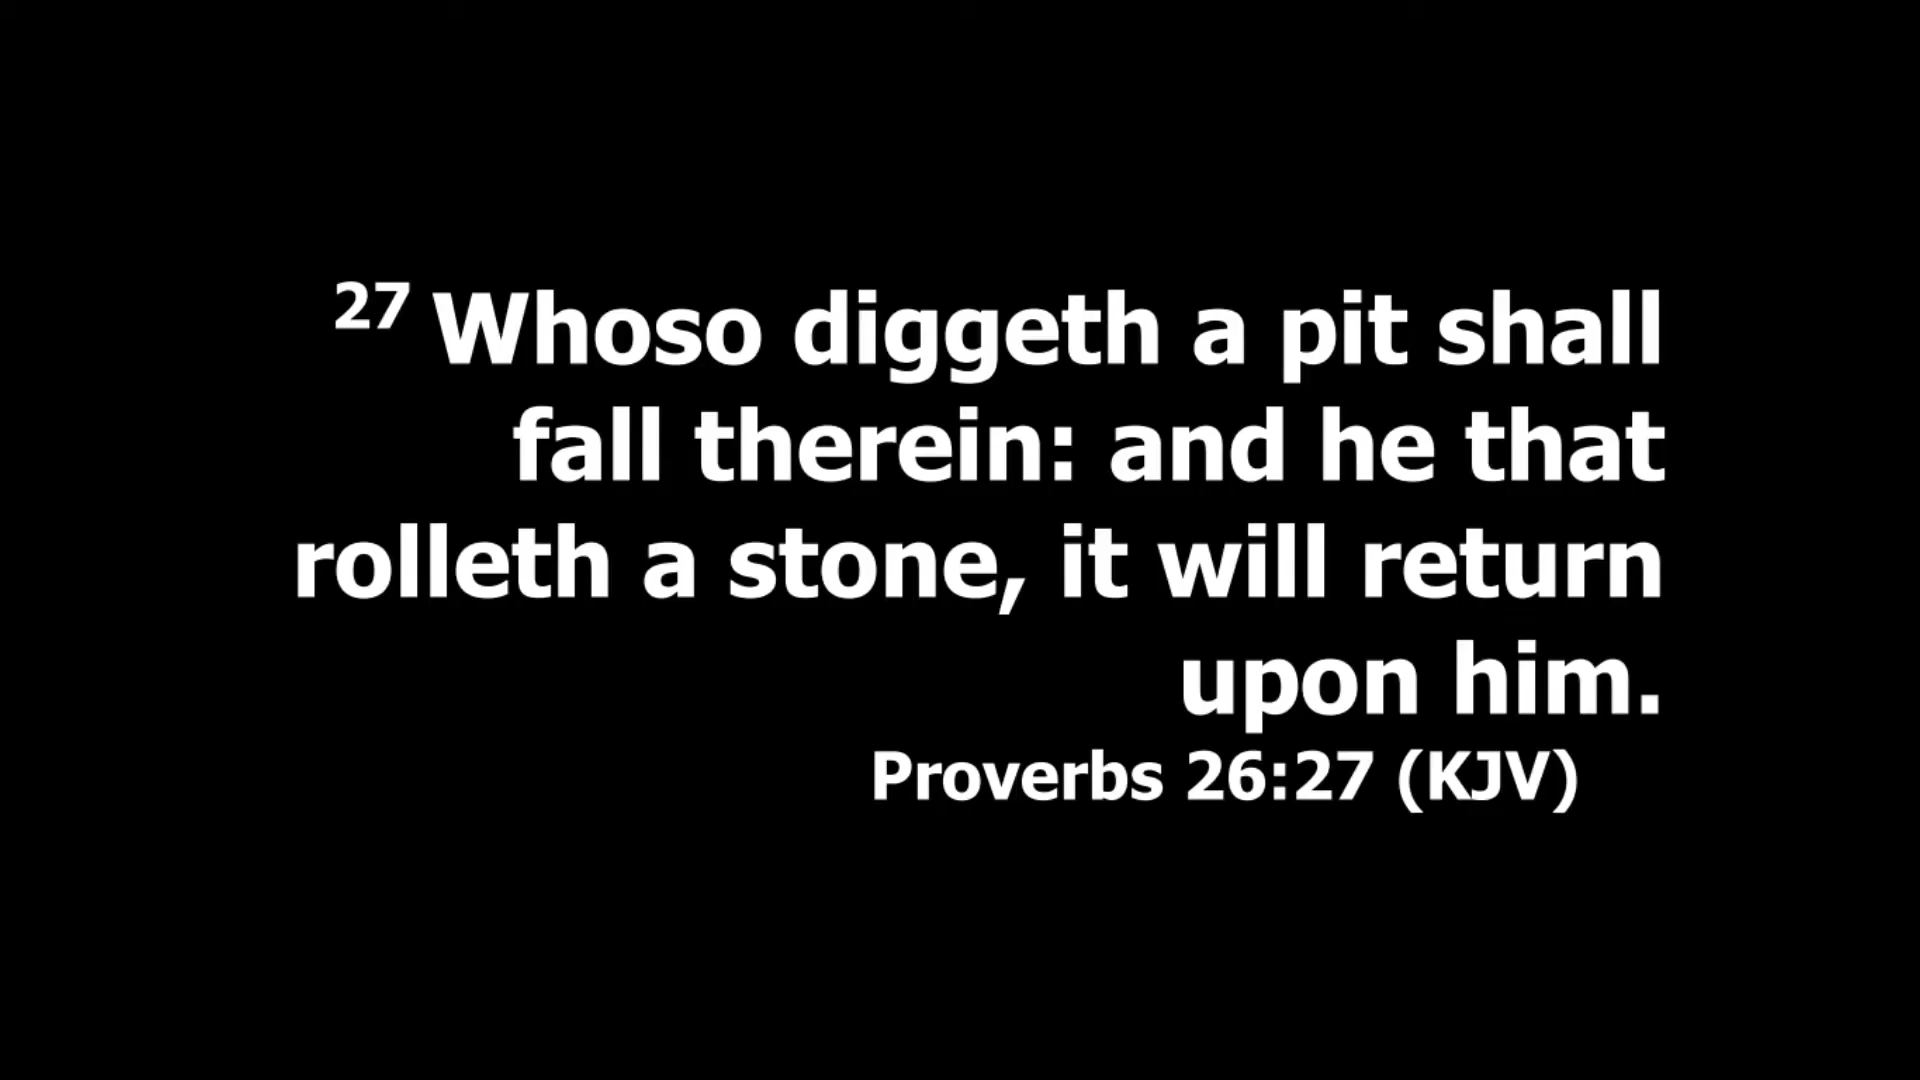 27 Whoso diggeth a pit shall
fall therein: and he that
rolleth a stone, it will return
upon him.
Proverbs 26:27 (KJV)